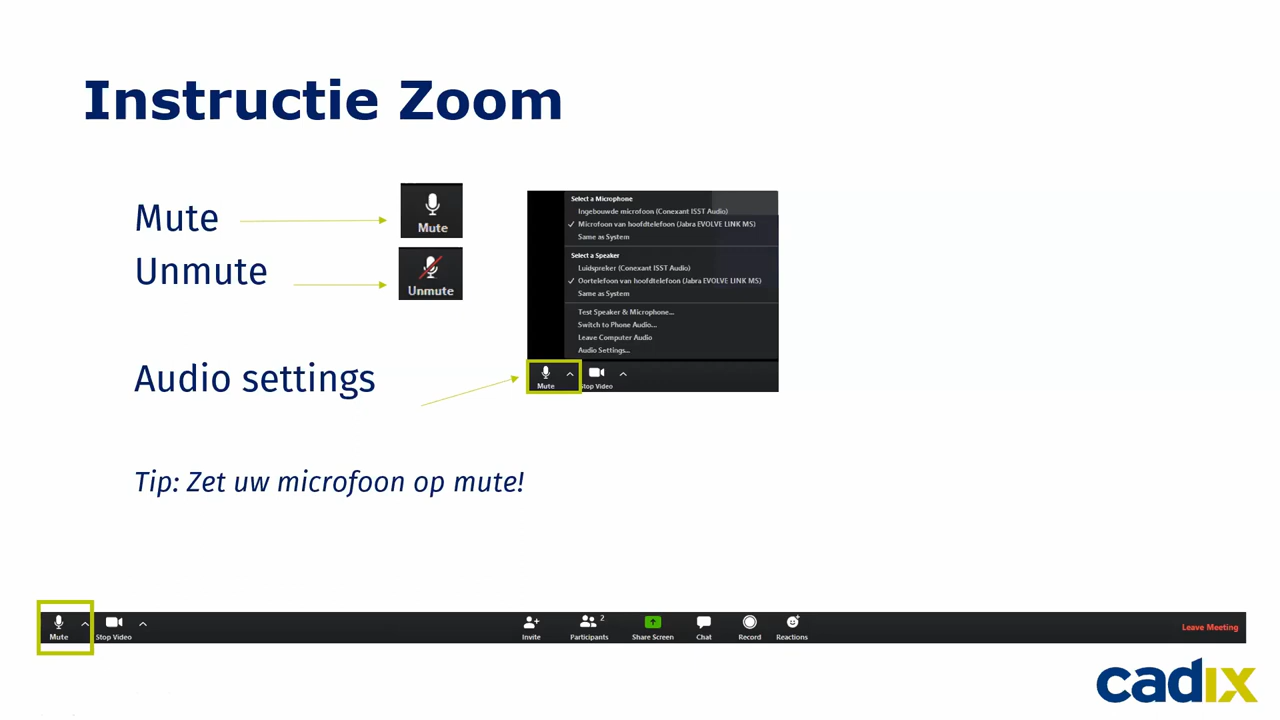 Instructie Zoom
Mute
Mute
Unmute
Unmute
Audio settings
Select a Microphone
Ingebouwde microfoon (Conexant ISST Audio)
✓ Microfoon van hoofdtelefoon (Jabra EVOLVE LINK MS)
Same as System
Select a Speaker
Luidspreker (Conexant ISST Audio)
✓ Oortelefoon van hoofdtelefoon (Jabra EVOLVE LINK MS)
Same as System
Test Speaker & Microphone...
Switch to Phone Audio...
Leave Computer Audio
Audio Settings...
Mute Stop Video
Tip: Zet uw microfoon op mute!
Mute Stop Video Invite Participants 2 Share Screen Chat Record Reactions Leave Meeting
cadix